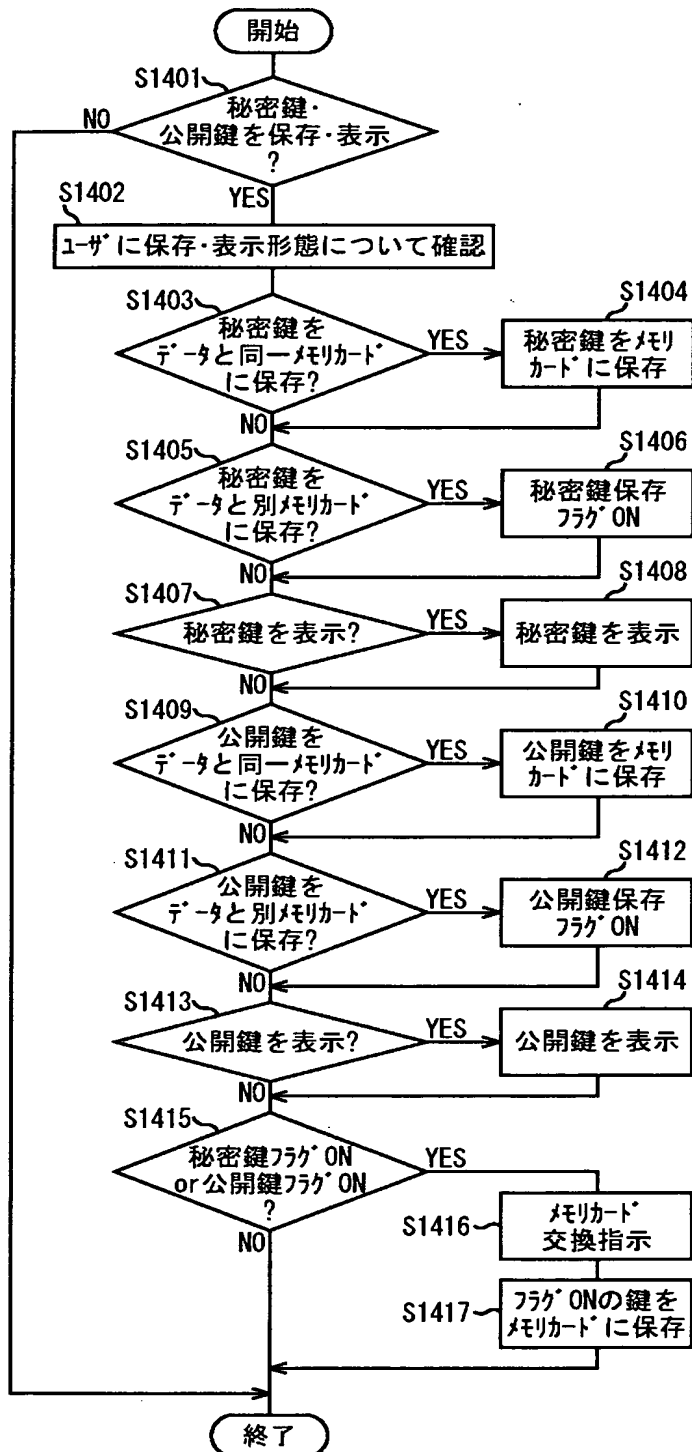 開始
S1401
秘密鍵・
公開鍵を保存・表示
?
NO
YES
S1402
ﾕｰｻﾞに保存・表示形態について確認
S1403
秘密鍵を
ﾃﾞｰﾀと同一ﾒﾓﾘｶｰﾄﾞ
に保存?
YES
NO
S1404
秘密鍵をﾒﾓﾘ
ｶｰﾄﾞに保存
S1405
秘密鍵を
ﾃﾞｰﾀと別ﾒﾓﾘｶｰﾄﾞ
に保存?
YES
NO
S1406
秘密鍵保存
ﾌﾗｸﾞON
S1407
秘密鍵を表示?
YES
NO
S1408
秘密鍵を表示
S1409
公開鍵を
ﾃﾞｰﾀと同一ﾒﾓﾘｶｰﾄﾞ
に保存?
YES
NO
S1410
公開鍵をﾒﾓﾘ
ｶｰﾄﾞに保存
S1411
公開鍵を
ﾃﾞｰﾀと別ﾒﾓﾘｶｰﾄﾞ
に保存?
YES
NO
S1412
公開鍵保存
ﾌﾗｸﾞON
S1413
公開鍵を表示?
YES
NO
S1414
公開鍵を表示
S1415
秘密鍵ﾌﾗｸﾞON
or公開鍵ﾌﾗｸﾞON
?
YES
NO
S1416
ﾒﾓﾘｶｰﾄﾞ
交換指示
S1417
ﾌﾗｸﾞONの鍵を
ﾒﾓﾘｶｰﾄﾞに保存
終了